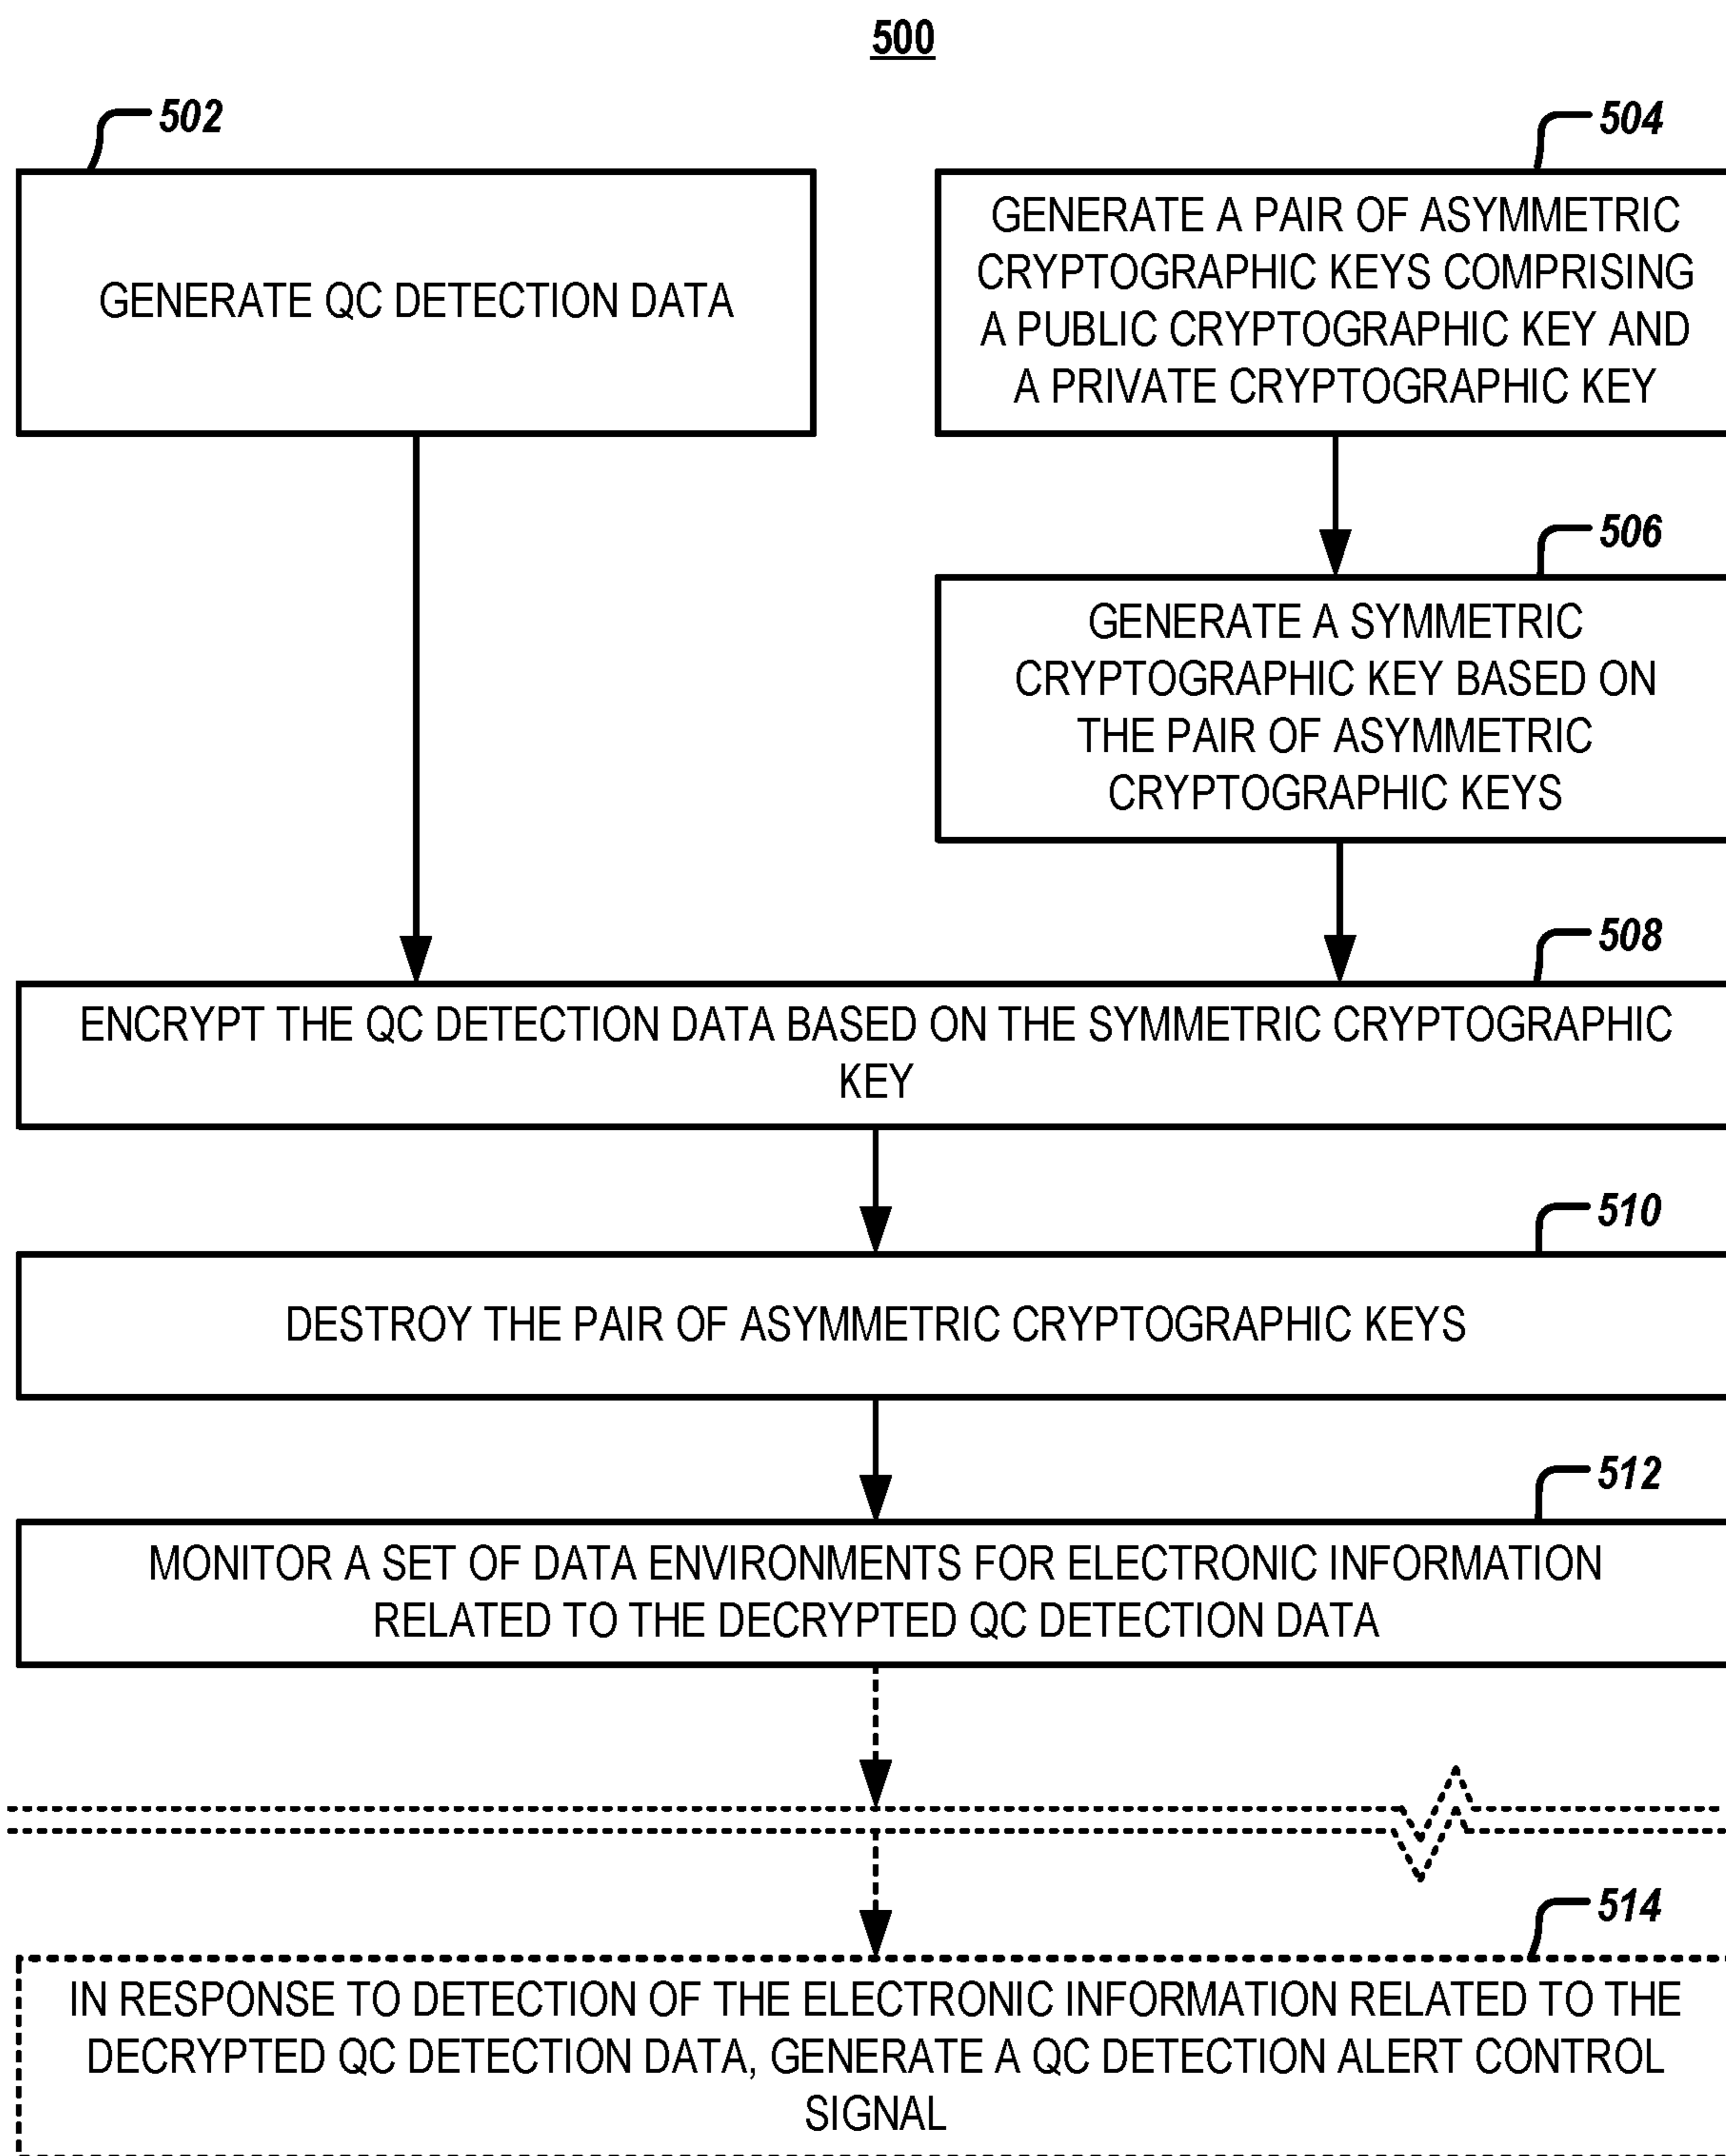 500
502
GENERATE QC DETECTION DATA
504
GENERATE A PAIR OF ASYMMETRIC
CRYPTOGRAPHIC KEYS COMPRISING
A PUBLIC CRYPTOGRAPHIC KEY AND
A PRIVATE CRYPTOGRAPHIC KEY
506
GENERATE A SYMMETRIC
CRYPTOGRAPHIC KEY BASED ON
THE PAIR OF ASYMMETRIC
CRYPTOGRAPHIC KEYS
508
ENCRYPT THE QC DETECTION DATA BASED ON THE SYMMETRIC CRYPTOGRAPHIC
KEY
510
DESTROY THE PAIR OF ASYMMETRIC CRYPTOGRAPHIC KEYS
512
MONITOR A SET OF DATA ENVIRONMENTS FOR ELECTRONIC INFORMATION
RELATED TO THE DECRYPTED QC DETECTION DATA
514
IN RESPONSE TO DETECTION OF THE ELECTRONIC INFORMATION RELATED TO THE
DECRYPTED QC DETECTION DATA, GENERATE A QC DETECTION ALERT CONTROL
SIGNAL